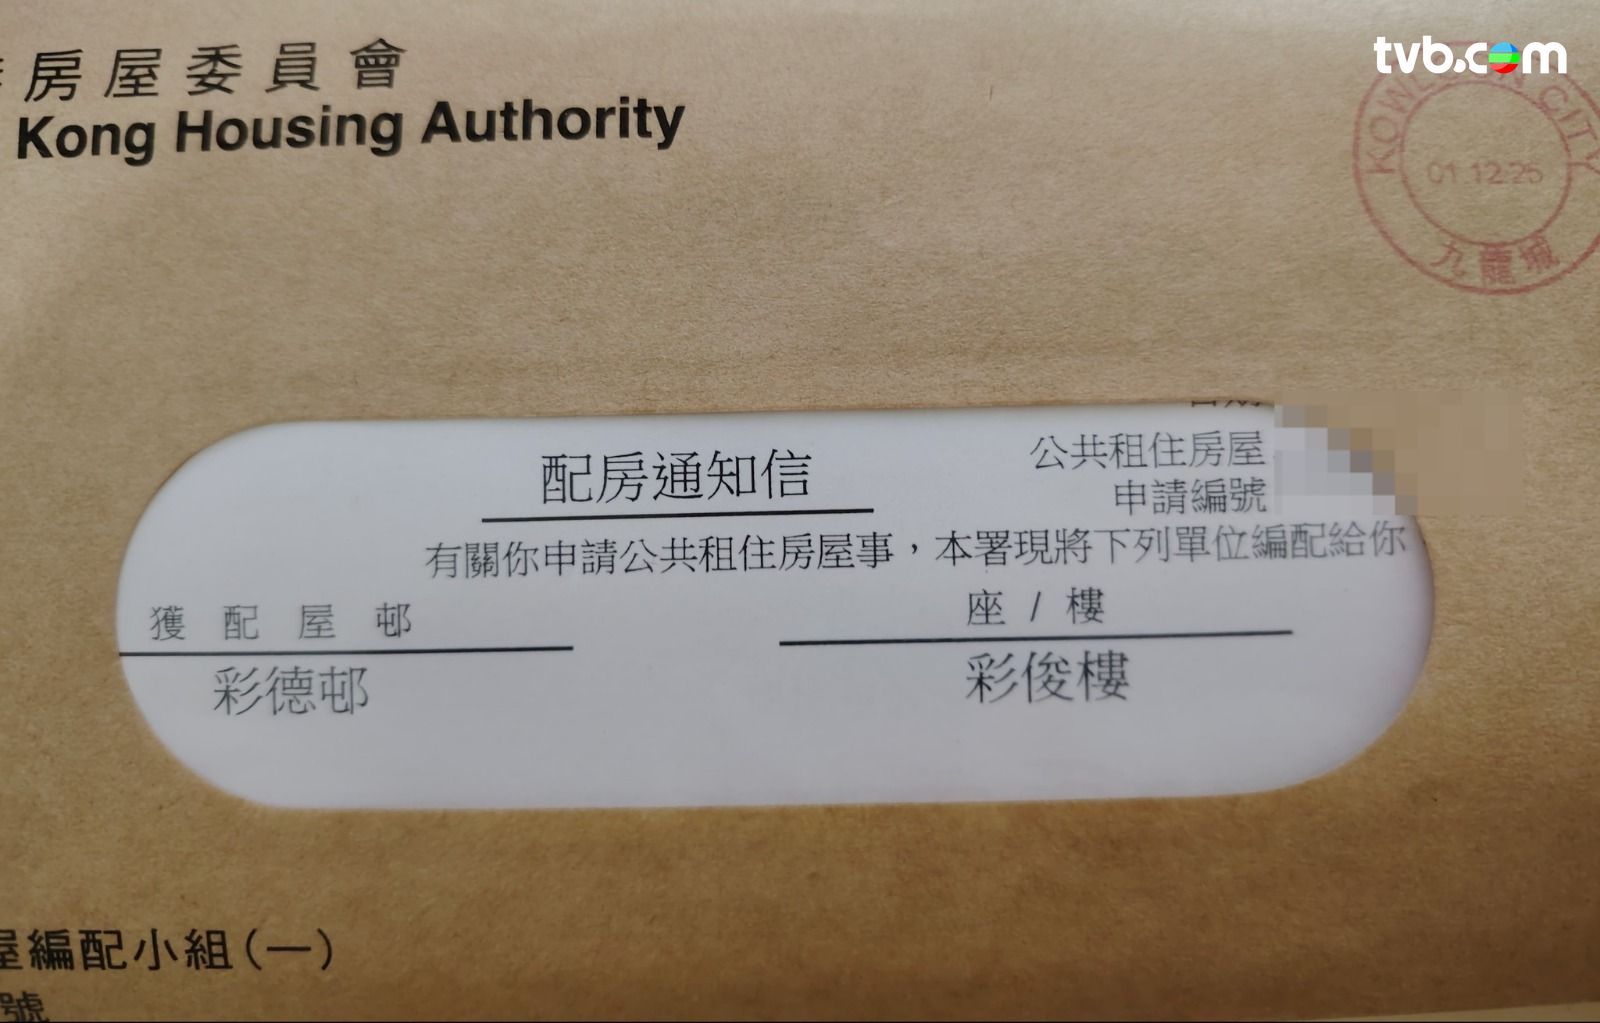 tvb.com
房屋委員會
Kong Housing Authority
CITY
01 12 25
九龍城
配房通知信
公共租住房屋
申請編號
有關你申請公共租住房屋事，本署現將下列單位編配給你
獲配屋邨
座 / 樓
彩德邨
彩俊樓
屋編配小組(一)
號